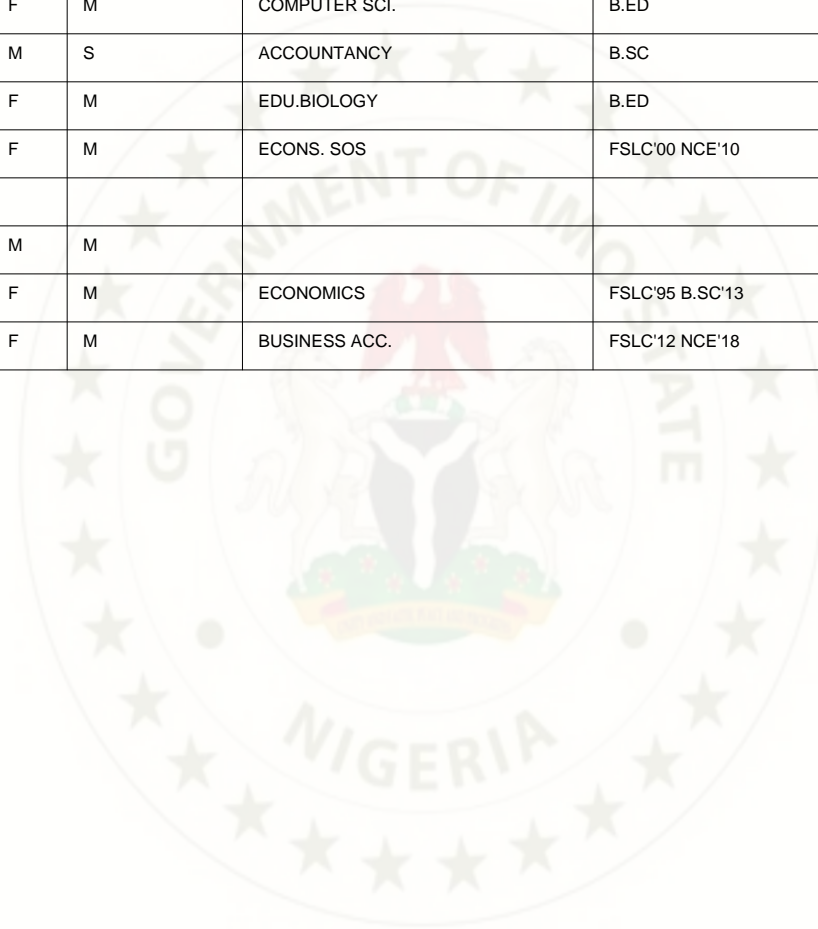 F M COMPUTER SCI. B.ED
M S ACCOUNTANCY B.SC
F M EDU.BIOLOGY B.ED
F M ECONS. SOS FSLC'00 NCE'10
M M
F M ECONOMICS FSLC'95 B.SC'13
F M BUSINESS ACC. FSLC'12 NCE'18
GOVERNMENT OF IMO STATE
NIGERIA